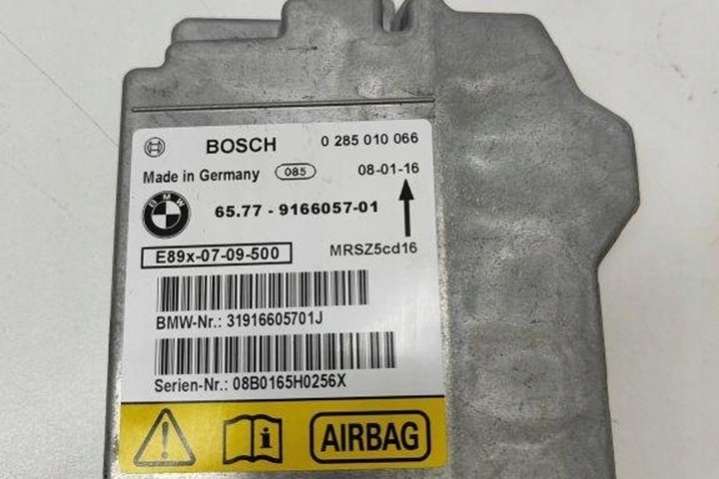 BOSCH 0 285 010 066
Made in Germany 085 08-01-16
BMW 65.77 - 9166057-01
E89x-07-09-500 MRSZ5cd16
BMW-Nr.: 31916605701J
Serien-Nr.: 08B0165H0256X
AIRBAG